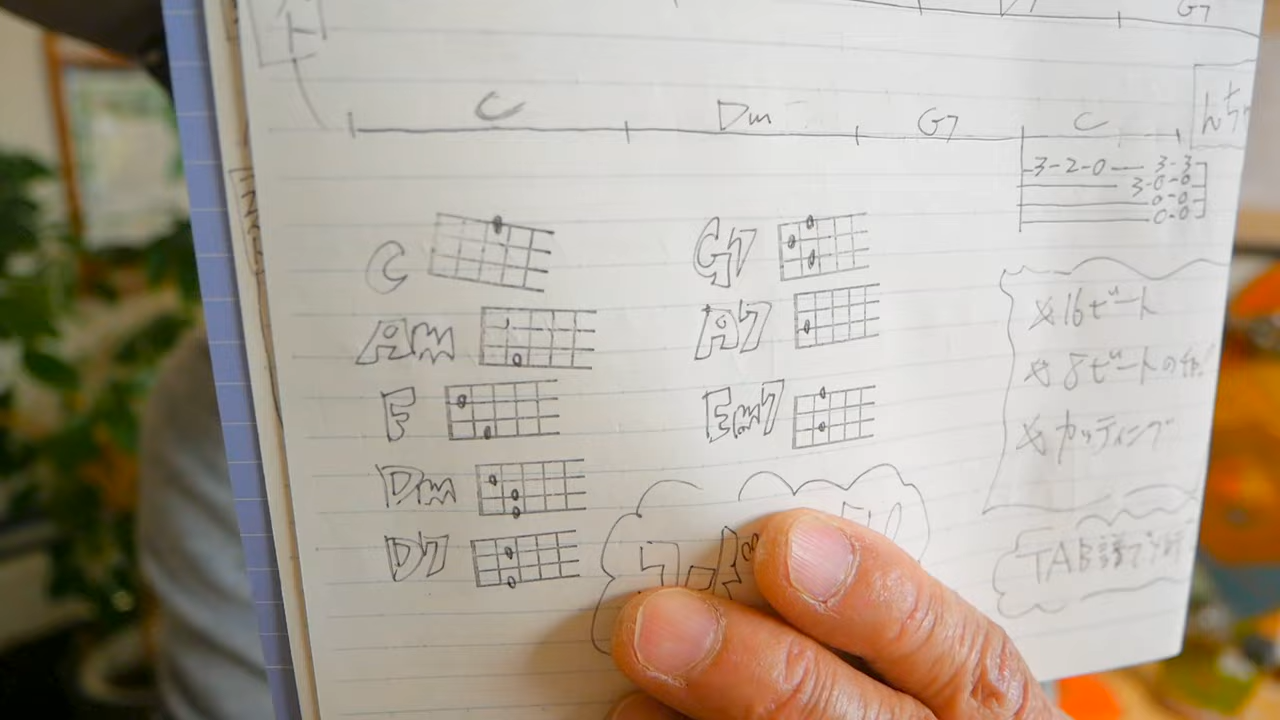 G7
C Dm G7 C
3-2-0 3-3
3-0-0
0-0
0-0
C G7
Am A7
F Em7
Dm
D7
※16ビート
※8ビートの
※カッティング
TAB譜